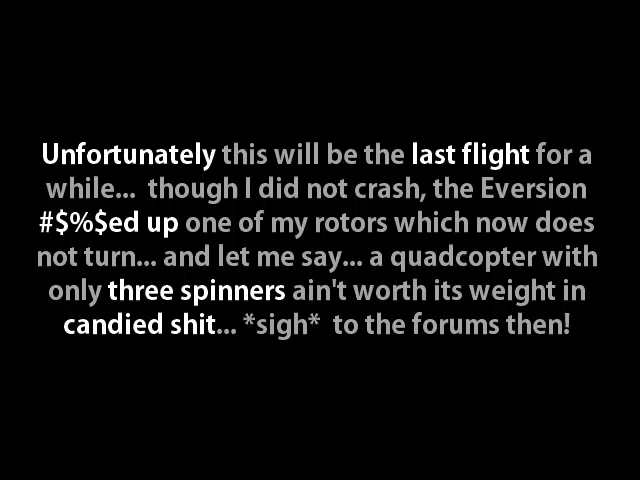 Unfortunately this will be the last flight for a
while...  though I did not crash, the Eversion
#$%$ed up one of my rotors which now does
not turn... and let me say... a quadcopter with
only three spinners ain't worth its weight in
candied shit... *sigh*  to the forums then!